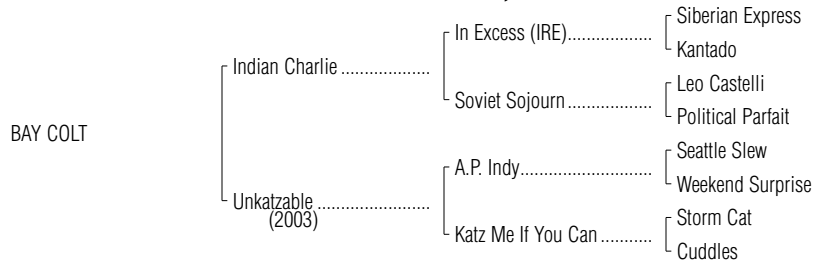 Siberian Express
In Excess (IRE)..................
Kantado
Indian Charlie ....................
Leo Castelli
Soviet Sojourn..................
Political Parfait
BAY COLT
Seattle Slew
A.P. Indy............................
Weekend Surprise
Unkatzable ........................
(2003)
Storm Cat
Katz Me If You Can ...........
Cuddles